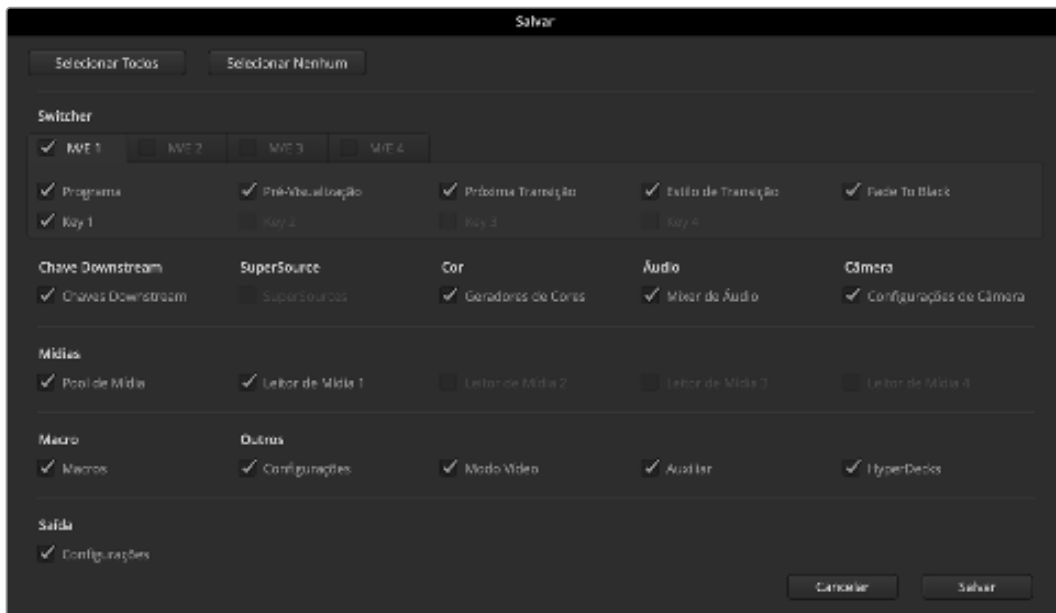 Salvar
Selecionar Todos Selecionar Nenhum
Switcher
M/E 1 M/E 2 M/E 3 M/E 4
Programa Pré-Visualização Próxima Transição Estilo de Transição Fade To Black
Key 1 Key 2 Key 3 Key 4
Chave Downstream SuperSource Cor Áudio Câmera
Chaves Downstream SuperSources Geradores de Cores Mixer de Áudio Configurações de Câmera
Mídias
Pool de Mídia Leitor de Mídia 1 Leitor de Mídia 2 Leitor de Mídia 3 Leitor de Mídia 4
Macro Outros
Macros Configurações Modo Vídeo Auxiliar HyperDecks
Saída
Configurações
Cancelar Salvar